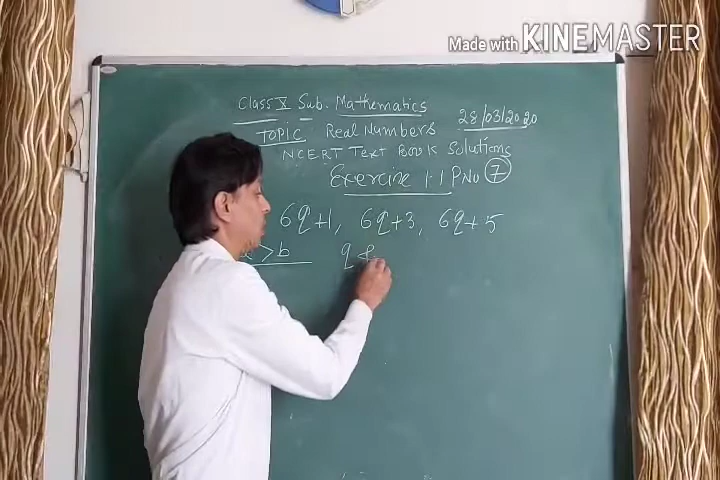 Made with KINEMASTER
Class X Sub. Mathematics
28/03/2020
TOPIC Real Numbers
NCERT Text Book Solutions
Exercise 1.1 P.No 7
6q+1, 6q+3, 6q+5
> b q &